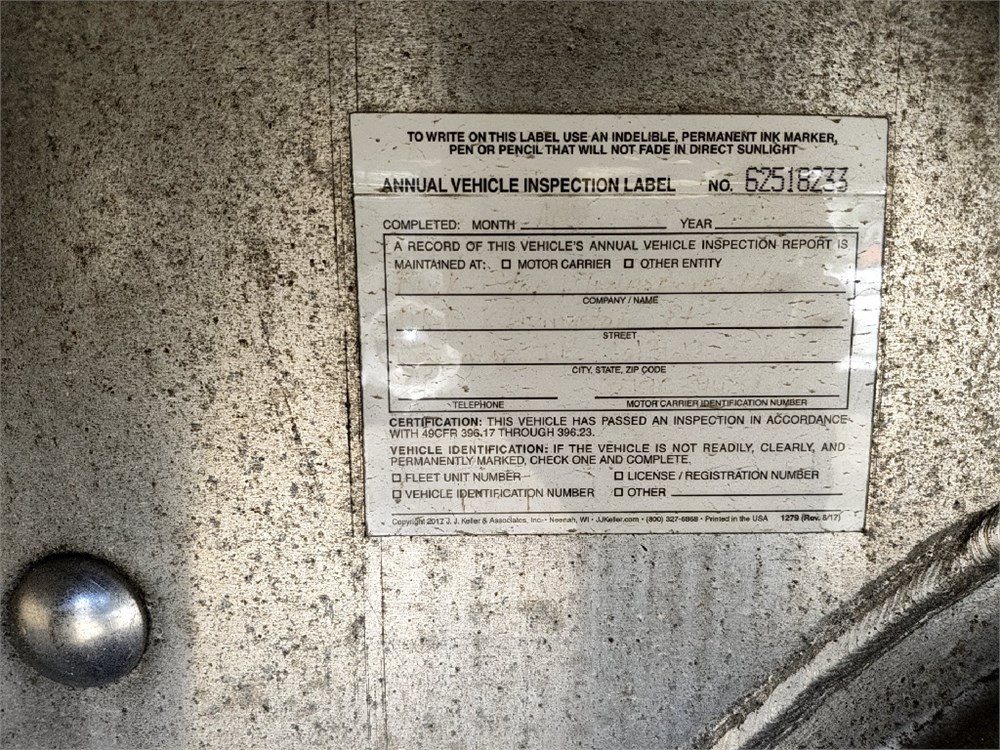 TO WRITE ON THIS LABEL USE AN INDELIBLE, PERMANENT INK MARKER,
PEN OR PENCIL THAT WILL NOT FADE IN DIRECT SUNLIGHT
ANNUAL VEHICLE INSPECTION LABEL NO. 62518233
COMPLETED: MONTH YEAR
A RECORD OF THIS VEHICLE'S ANNUAL VEHICLE INSPECTION REPORT IS
MAINTAINED AT: ☐ MOTOR CARRIER ☐ OTHER ENTITY
COMPANY / NAME
STREET
CITY, STATE, ZIP CODE
TELEPHONE MOTOR CARRIER IDENTIFICATION NUMBER
CERTIFICATION: THIS VEHICLE HAS PASSED AN INSPECTION IN ACCORDANCE
WITH 49CFR 396.17 THROUGH 396.23.
VEHICLE IDENTIFICATION: IF THE VEHICLE IS NOT READILY, CLEARLY, AND
PERMANENTLY MARKED, CHECK ONE AND COMPLETE.
☐ FLEET UNIT NUMBER ☐ LICENSE / REGISTRATION NUMBER
☐ VEHICLE IDENTIFICATION NUMBER ☐ OTHER
Copyright 2017 J. J. Keller & Associates, Inc. • Neenah, WI • JJKeller.com • (800) 327-6868 • Printed in the USA 1279 (Rev. 8/17)